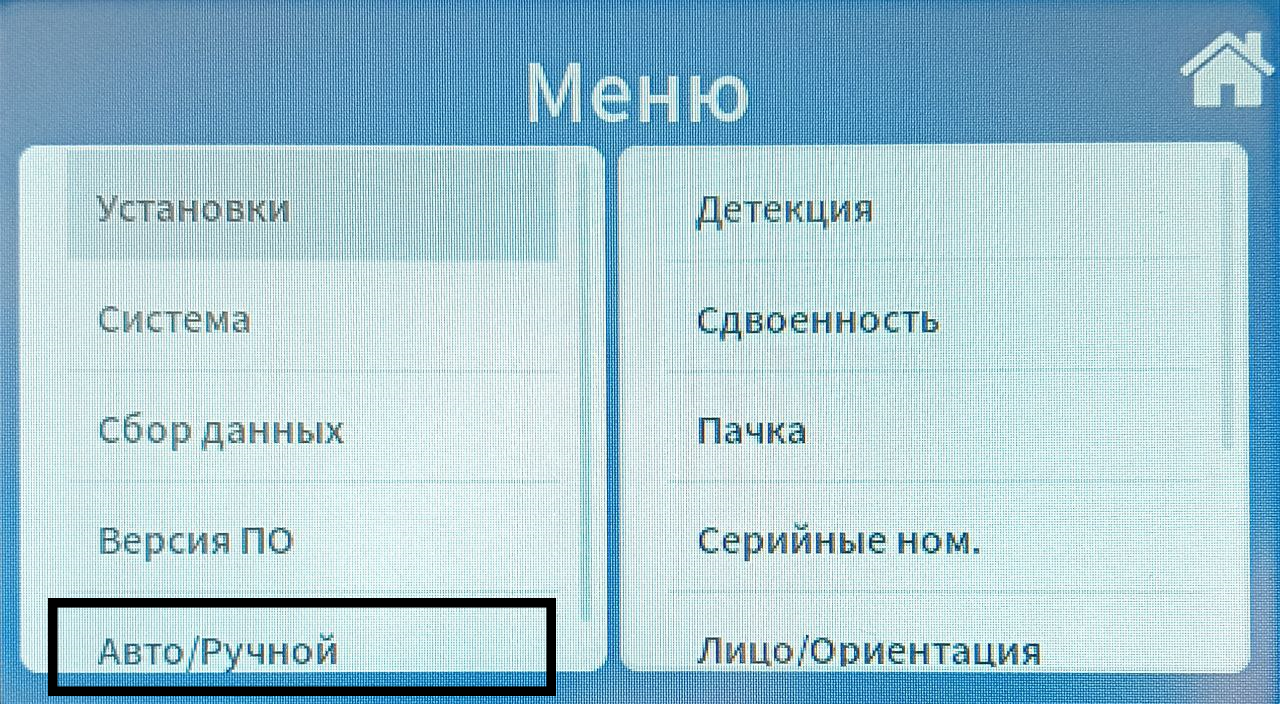 Меню
Установки
Система
Сбор данных
Версия ПО
Авто/Ручной
Детекция
Сдвоенность
Пачка
Серийные ном.
Лицо/Ориентация